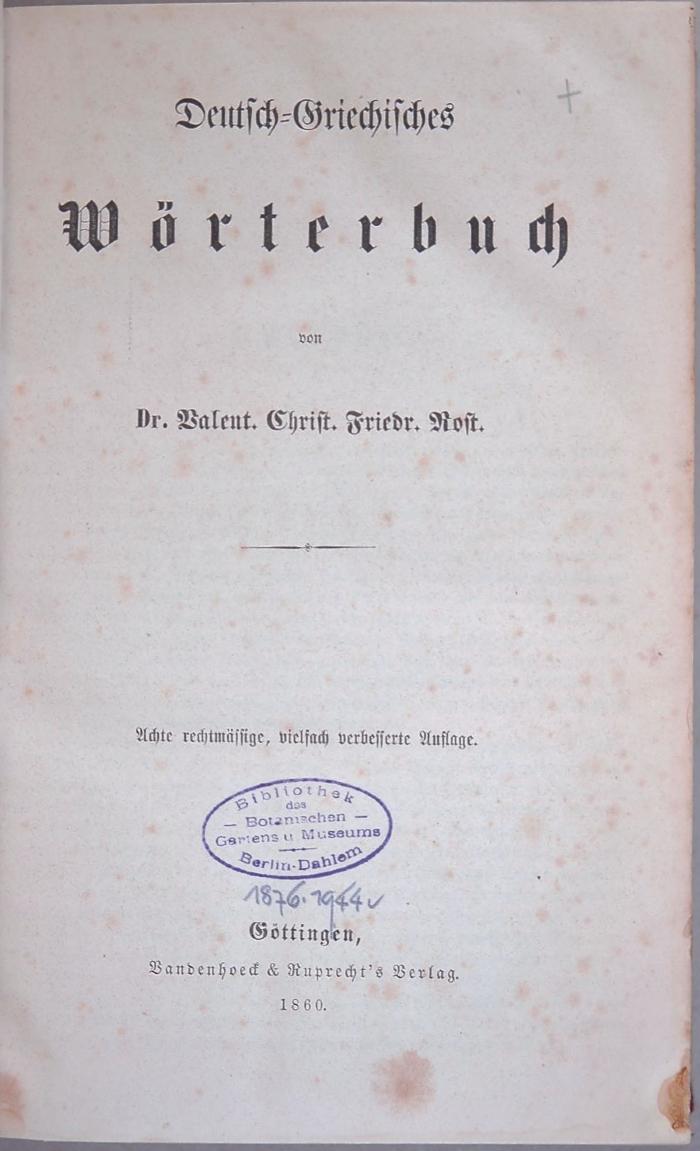 Deutsch-Griechisches
Wörterbuch
von
Dr. Valent. Christ. Friedr. Rost.
Achte rechtmässige, vielfach verbesserte Auflage.
Bibliothek
des
— Botanischen —
Gartens u Museums
Berlin-Dahlem
1876. 1944
Göttingen,
Vandenhoeck & Ruprecht's Verlag.
1860.